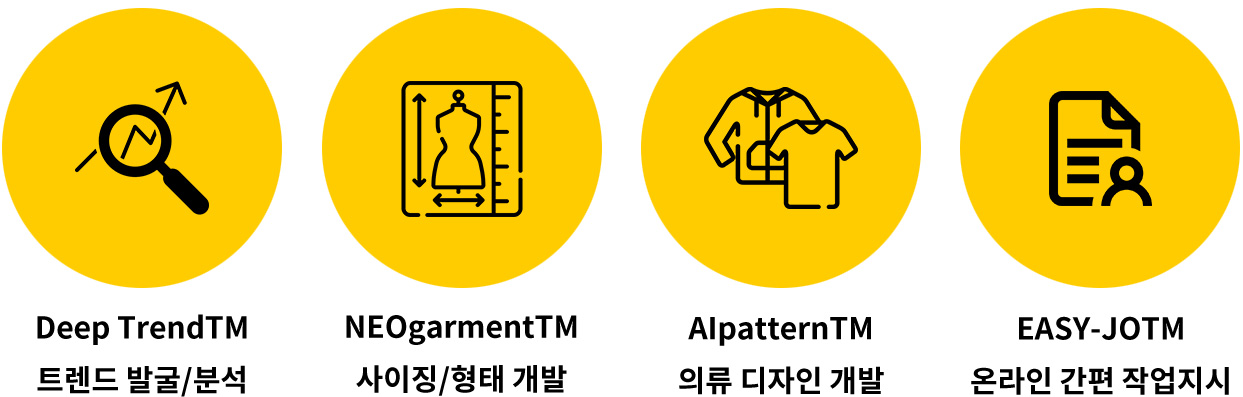 Deep TrendTM
트렌드 발굴/분석
NEOgarmentTM
사이징/형태 개발
AIpatternTM
의류 디자인 개발
EASY-JOTM
온라인 간편 작업지시